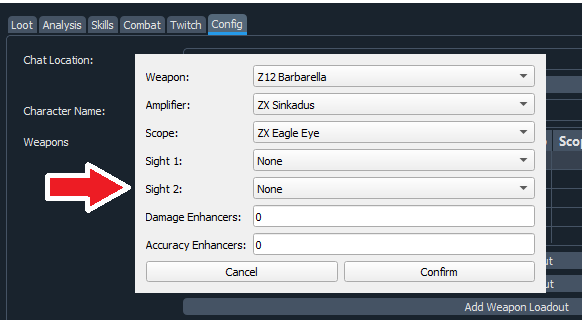 Loot Analysis Skills Combat Twitch Config
Chat Location:
Weapon: Z12 Barbarella
Amplifier: ZX Sinkadus
Character Name:
Scope: ZX Eagle Eye
Weapons
Scop
Sight 1: None
Sight 2: None
Damage Enhancers: 0
Accuracy Enhancers: 0
Cancel Confirm
Add Weapon Loadout